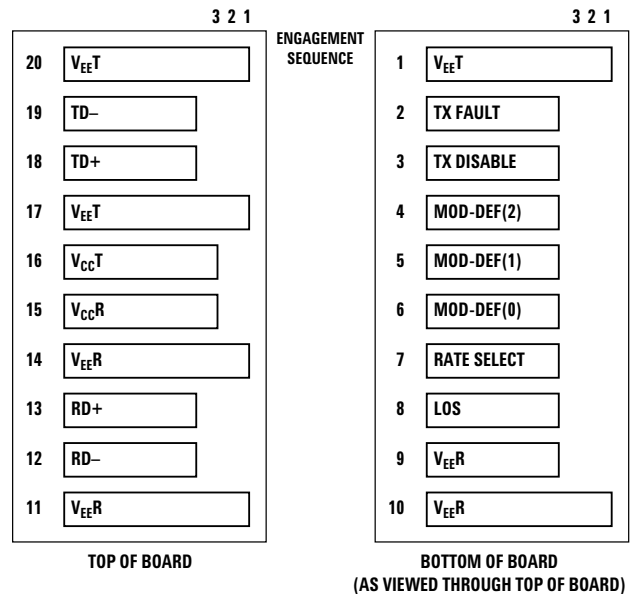 3 2 1
3 2 1
ENGAGEMENT
SEQUENCE
20 VEET
19 TD–
18 TD+
17 VEET
16 VCCT
15 VCCR
14 VEER
13 RD+
12 RD–
11 VEER
TOP OF BOARD
1 VEET
2 TX FAULT
3 TX DISABLE
4 MOD-DEF(2)
5 MOD-DEF(1)
6 MOD-DEF(0)
7 RATE SELECT
8 LOS
9 VEER
10 VEER
BOTTOM OF BOARD
(AS VIEWED THROUGH TOP OF BOARD)